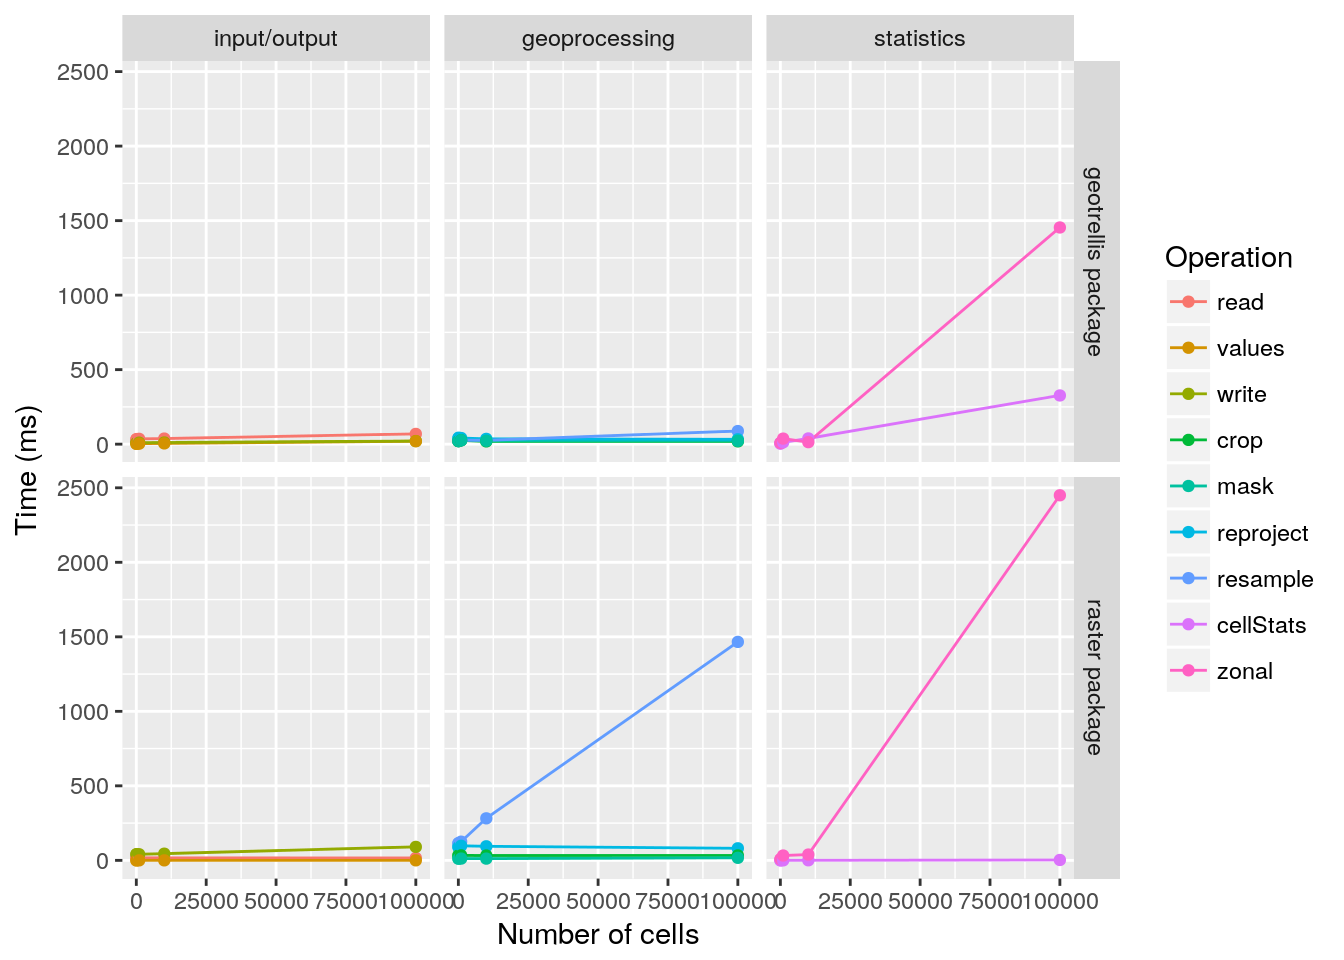 input/output
geoprocessing
statistics
2500
2000
1500
1000
500
0
geotrellis package
2500
2000
1500
1000
500
0
raster package
0 25000 50000 75000 100000
0 25000 50000 75000 100000
0 25000 50000 75000 100000
Number of cells
Time (ms)
Operation
read
values
write
crop
mask
reproject
resample
cellStats
zonal